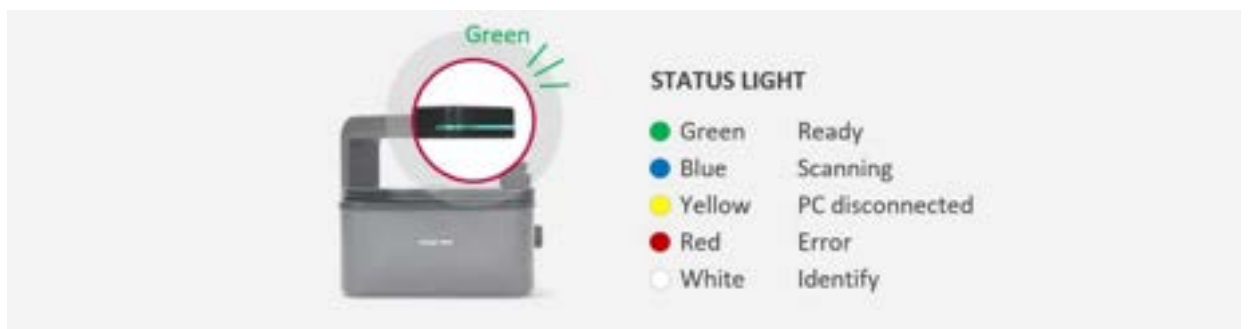 Green
STATUS LIGHT
Green Ready
Blue Scanning
Yellow PC disconnected
Red Error
White Identify